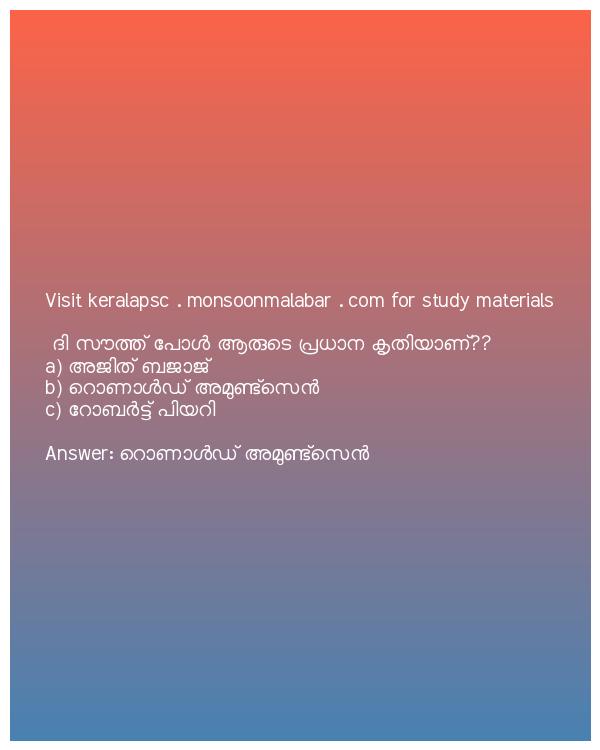 Visit keralapsc . monsoonmalabar . com for study materials
ദി സൗത്ത് പോൾ ആരുടെ പ്രധാന കൃതിയാണ്??
a) അജിത് ബജാജ്
b) റൊണാൾഡ് അമുണ്ട്സെൻ
c) റോബർട്ട് പിയറി
Answer: റൊണാൾഡ് അമുണ്ട്സെൻ